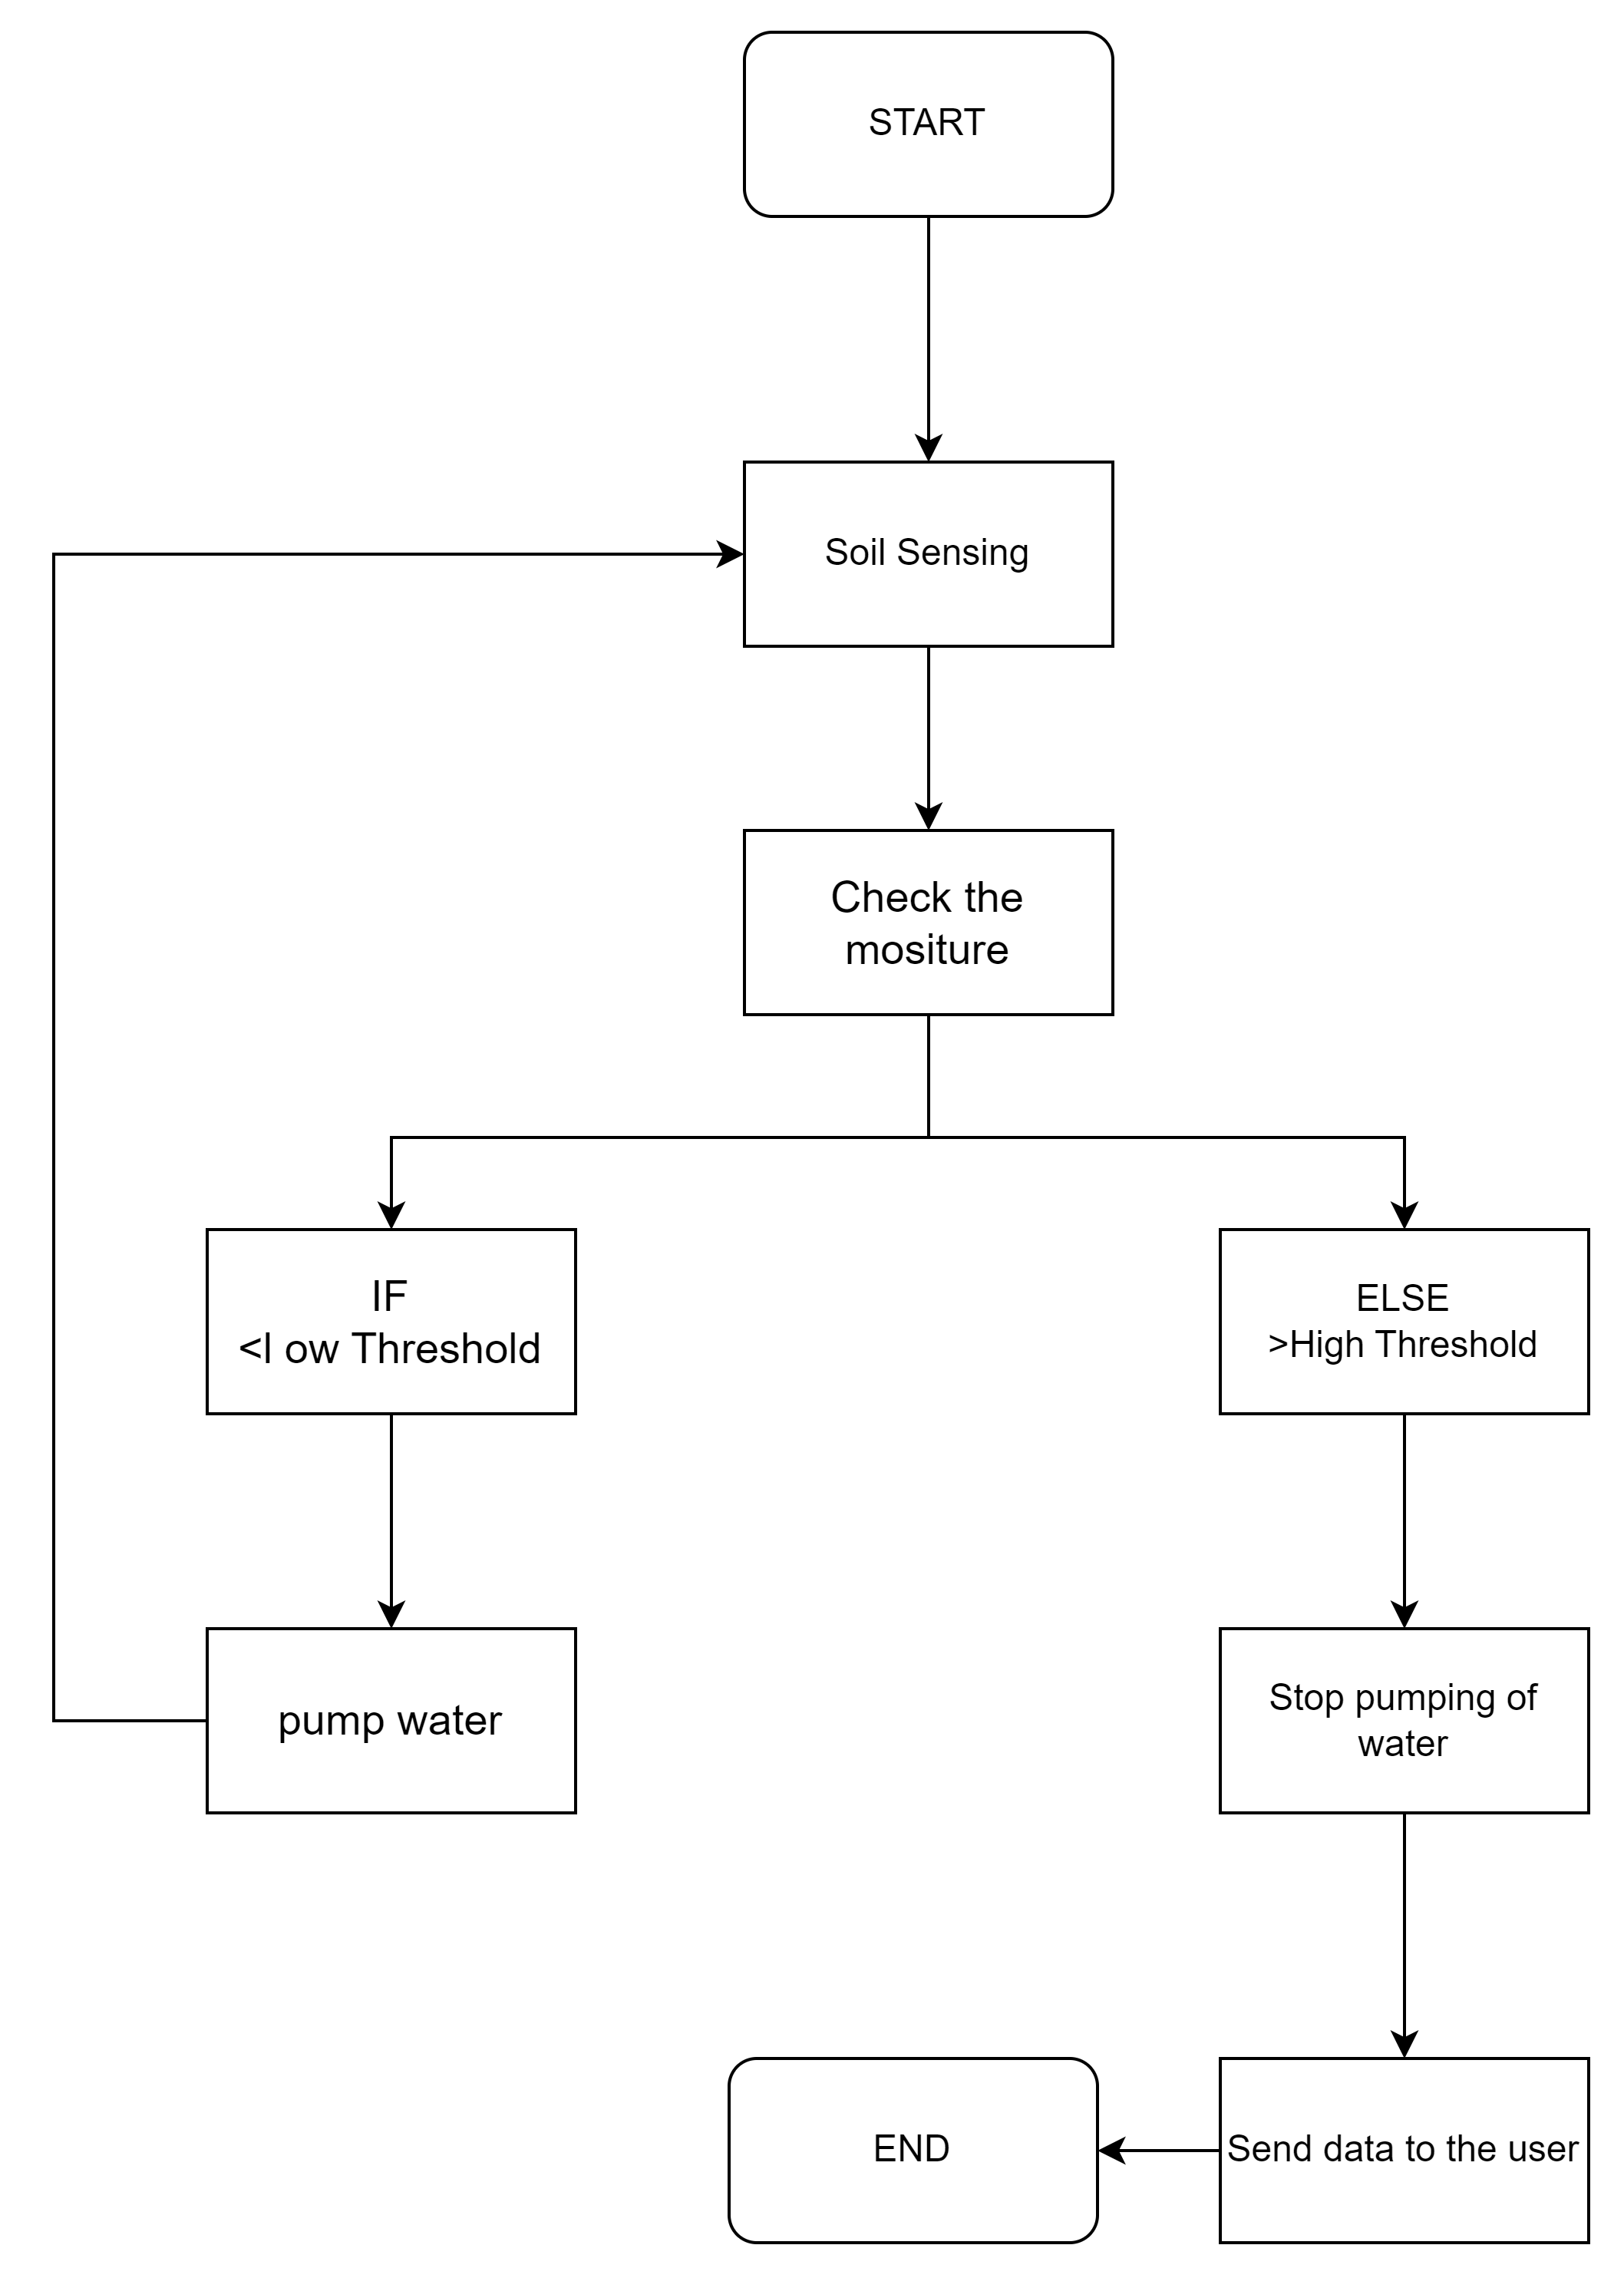 START
Soil Sensing
Check the
mositure
IF
<l ow Threshold
ELSE
>High Threshold
pump water
Stop pumping of
water
END
Send data to the user